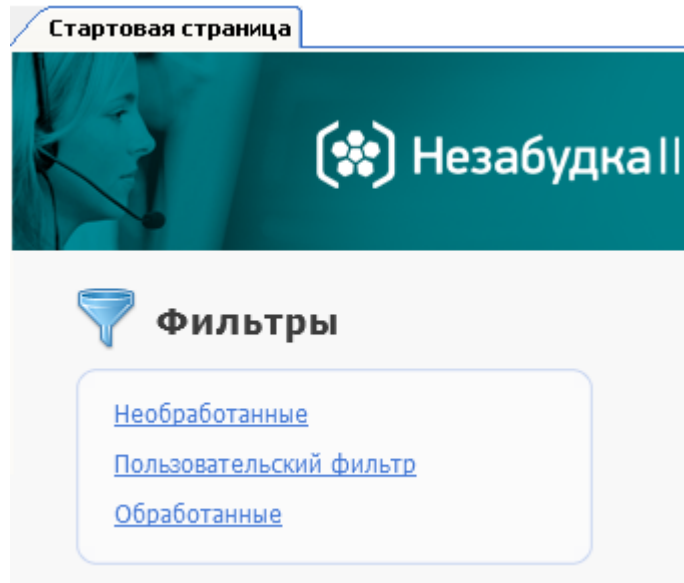 Стартовая страница
Незабудка II
Фильтры
Необработанные
Пользовательский фильтр
Обработанные